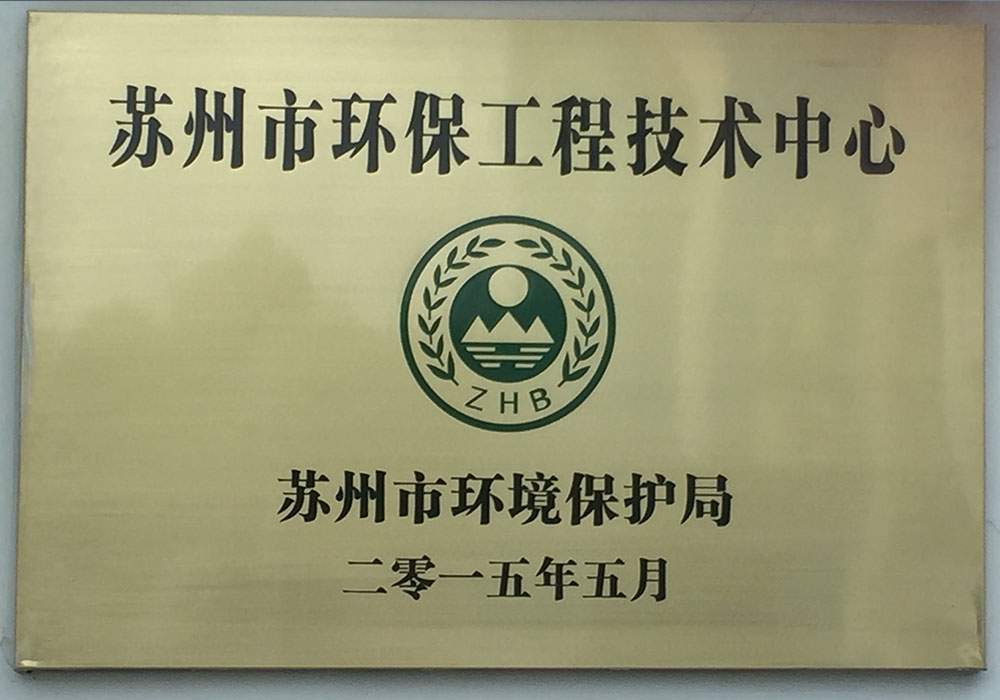 苏州市环保工程技术中心
ZHB
苏州市环境保护局
二零一五年五月